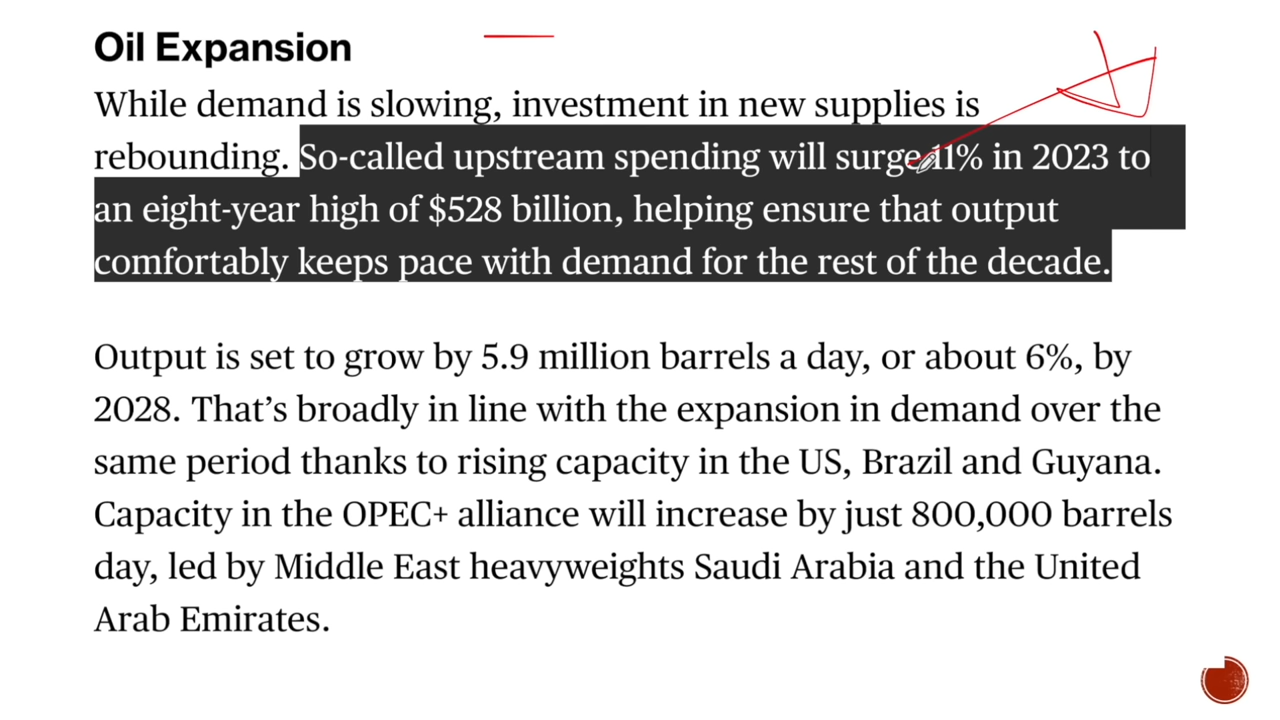 Oil Expansion
While demand is slowing, investment in new supplies is
rebounding. So-called upstream spending will surge 11% in 2023 to
an eight-year high of $528 billion, helping ensure that output
comfortably keeps pace with demand for the rest of the decade.
Output is set to grow by 5.9 million barrels a day, or about 6%, by
2028. That’s broadly in line with the expansion in demand over the
same period thanks to rising capacity in the US, Brazil and Guyana.
Capacity in the OPEC+ alliance will increase by just 800,000 barrels
day, led by Middle East heavyweights Saudi Arabia and the United
Arab Emirates.